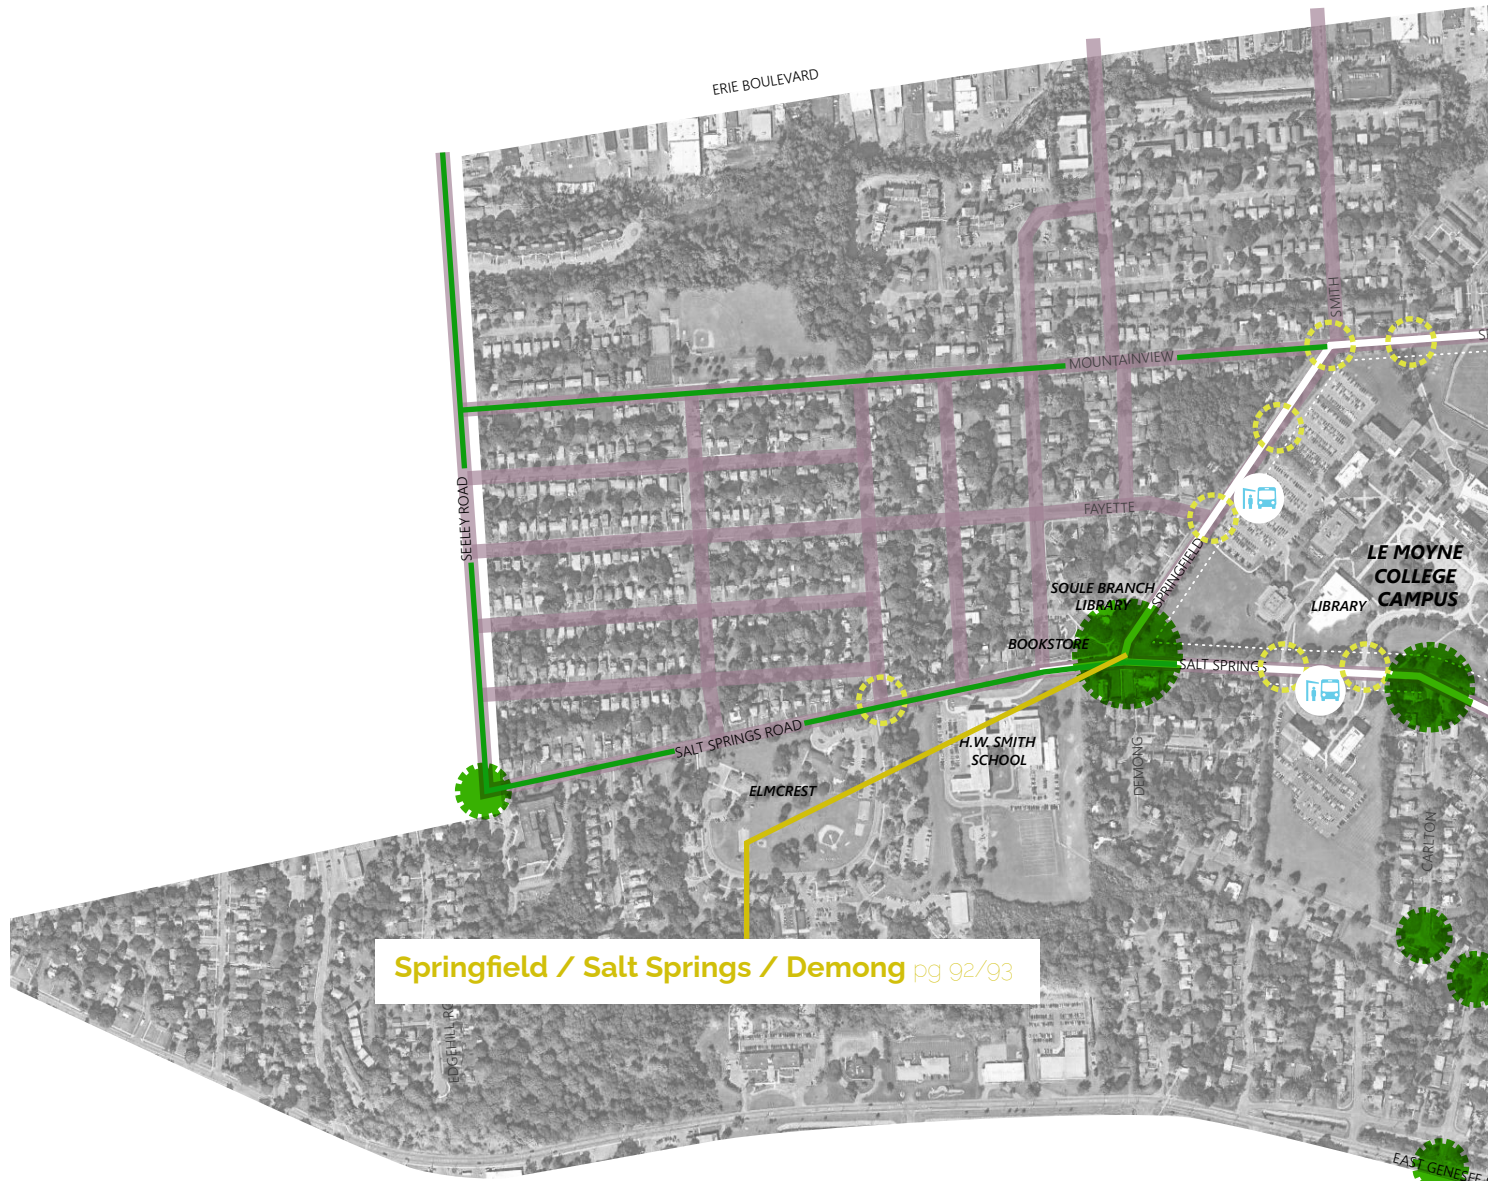 ERIE BOULEVARD
SMITH
MOUNTAINVIEW
SEELEY ROAD
FAYETTE
SPRINGFIELD
LE MOYNE
COLLEGE
CAMPUS
SOULE BRANCH
LIBRARY
LIBRARY
BOOKSTORE
SALT SPRINGS
SALT SPRINGS ROAD
H.W. SMITH
SCHOOL
DEMONG
ELMCREST
CARLTON
Springfield / Salt Springs / Demong pg 92/93
EDGEHILL
EAST GENESEE